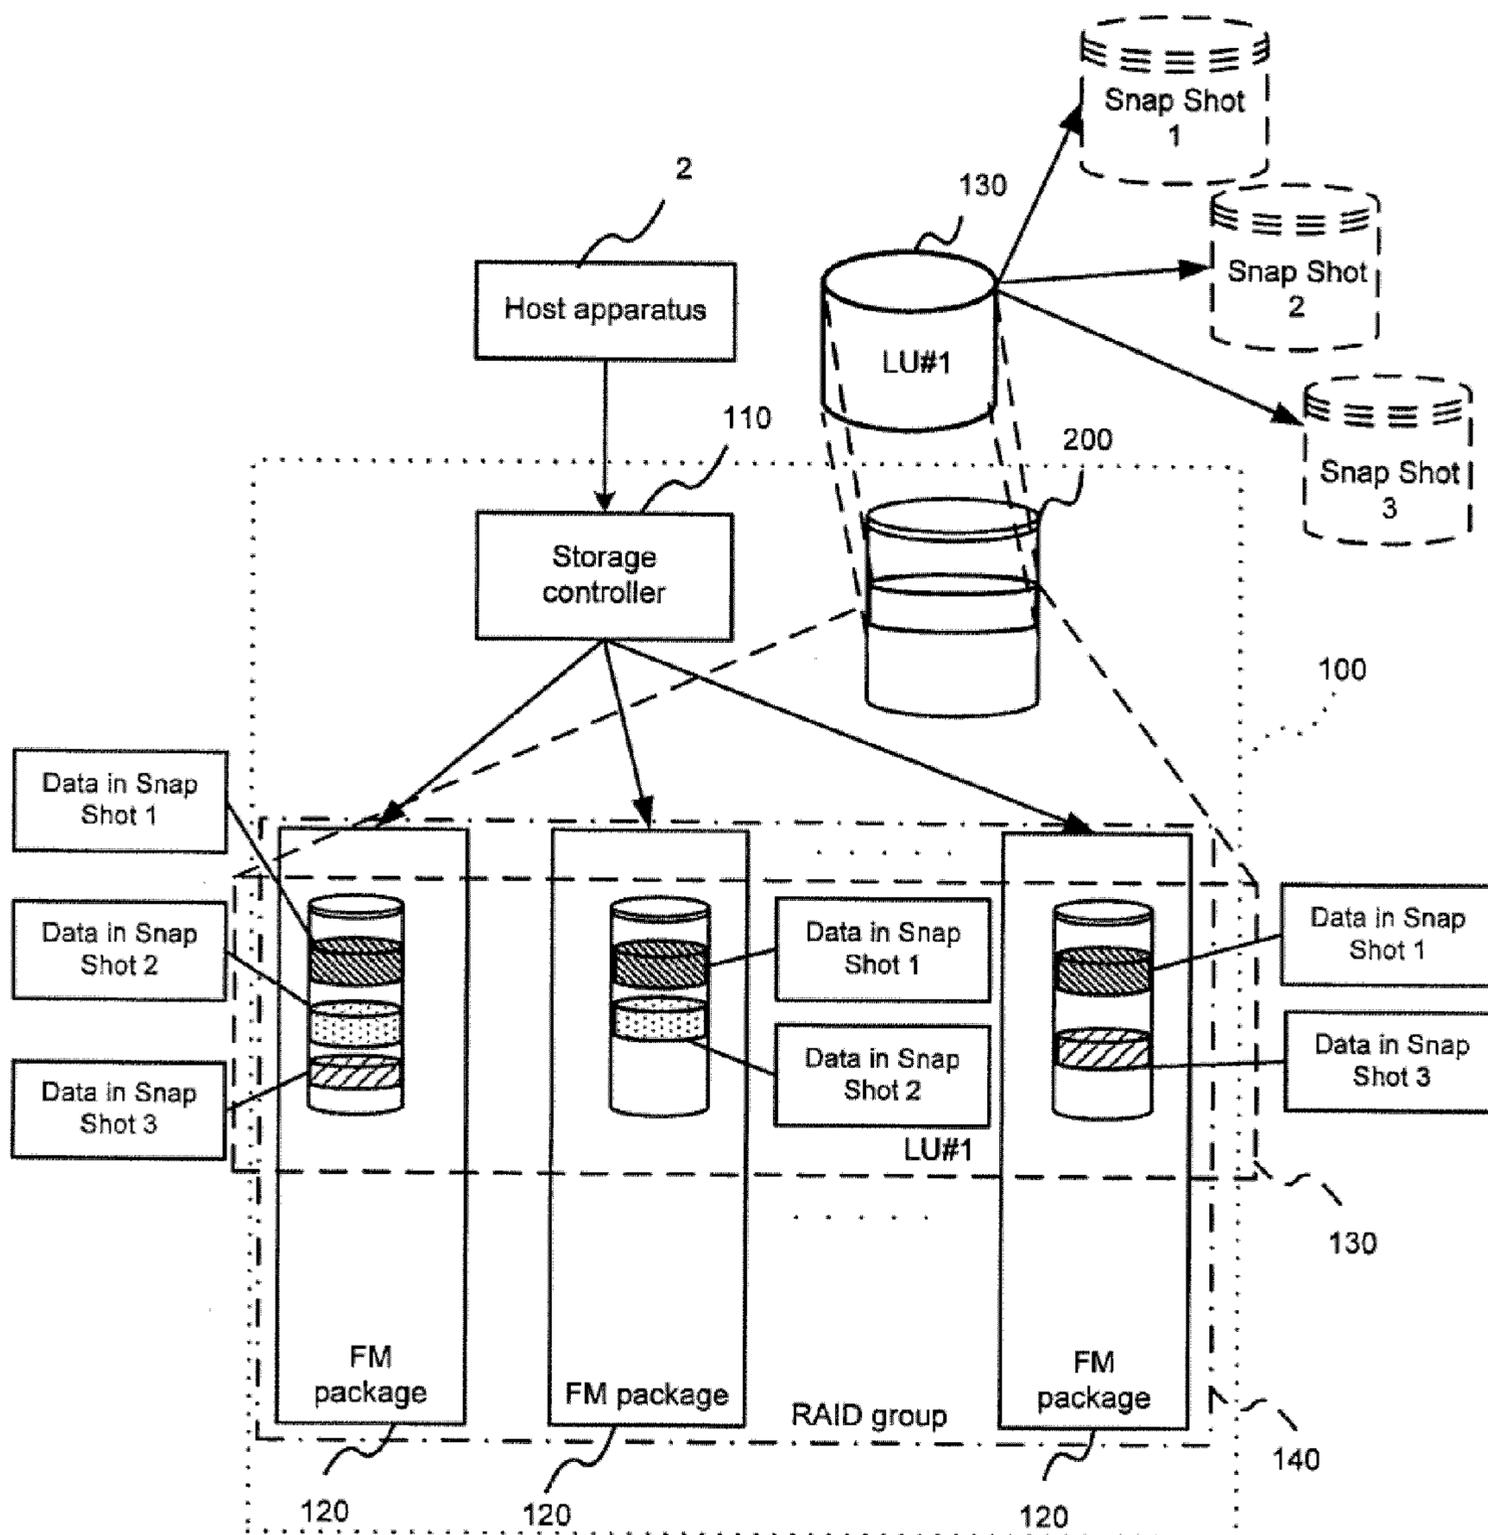 Snap Shot
1
2
130
Snap Shot
2
Host apparatus
LU#1
110
200
Snap Shot
3
Storage
controller
100
Data in Snap
Shot 1
Data in Snap
Shot 2
Data in Snap
Shot 1
Data in Snap
Shot 1
Data in Snap
Shot 2
Data in Snap
Shot 3
Data in Snap
Shot 3
LU#1
130
FM
package
FM package
RAID group
FM
package
140
120
120
120